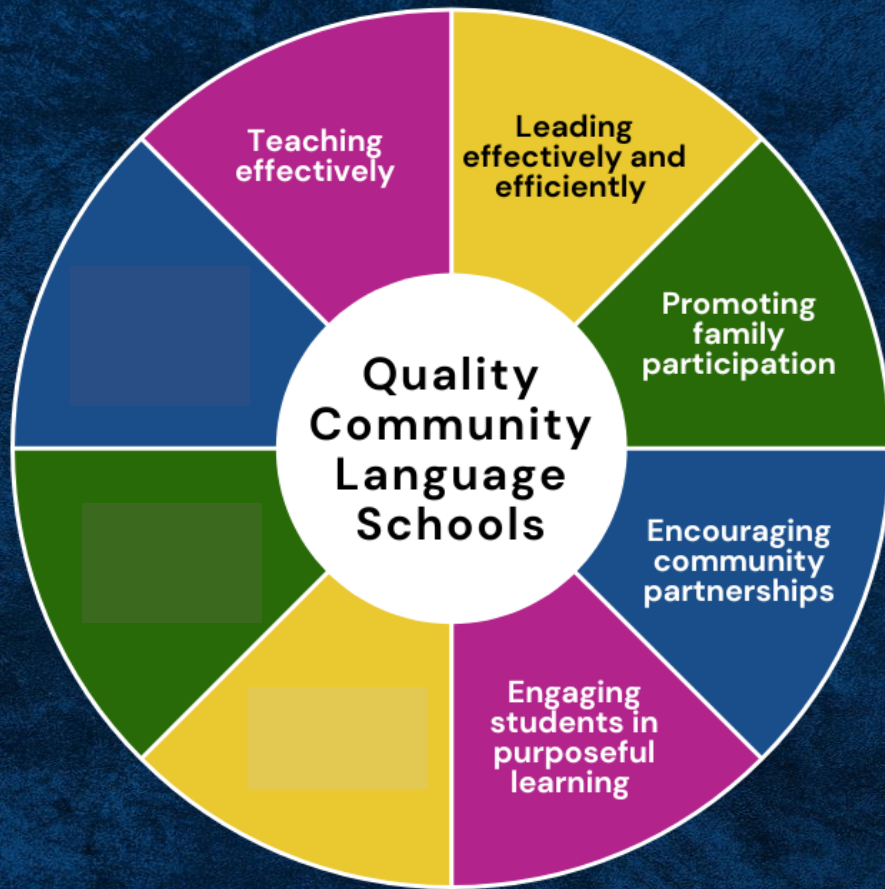 Teaching
effectively
Leading
effectively and
efficiently
Promoting
family
participation
Encouraging
community
partnerships
Engaging
students in
purposeful
learning
Quality
Community
Language
Schools